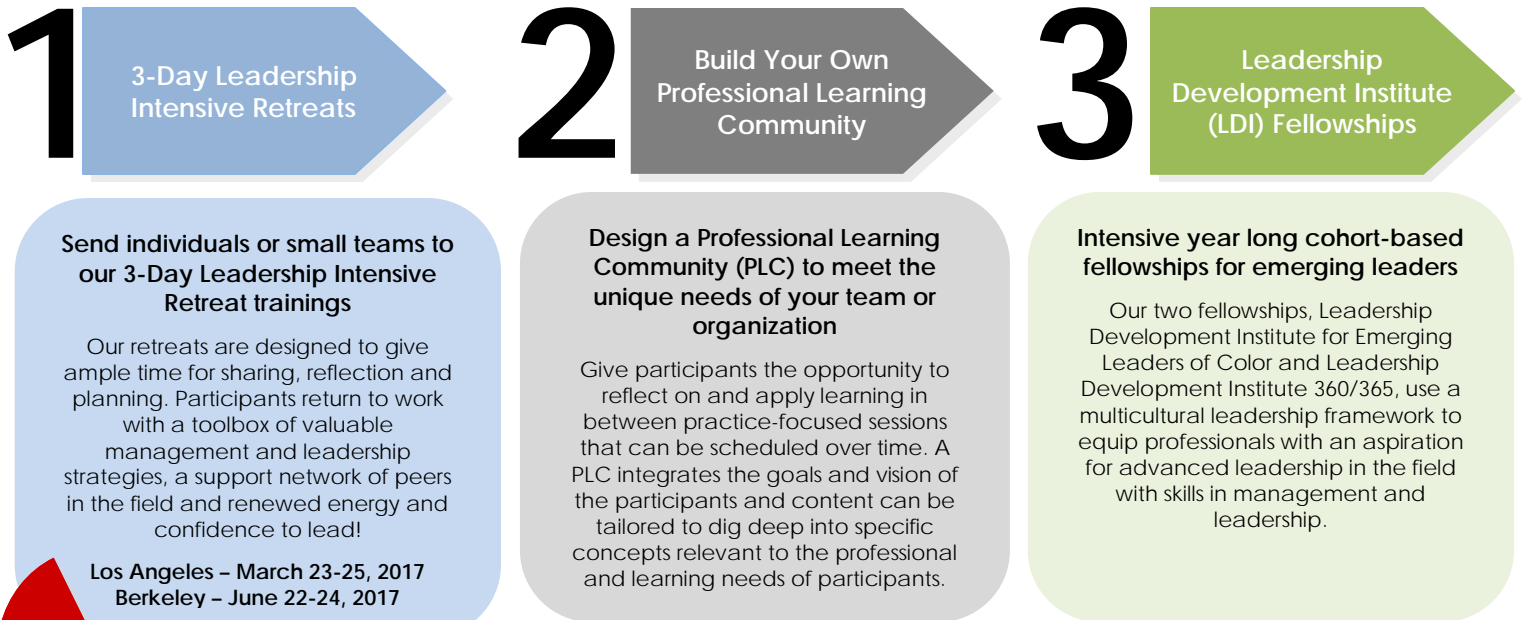 1
3-Day Leadership
Intensive Retreats
Send individuals or small teams to
our 3-Day Leadership Intensive
Retreat trainings
Our retreats are designed to give
ample time for sharing, reflection and
planning. Participants return to work
with a toolbox of valuable
management and leadership
strategies, a support network of peers
in the field and renewed energy and
confidence to lead!
Los Angeles – March 23-25, 2017
Berkeley – June 22-24, 2017
2
Build Your Own
Professional Learning
Community
Design a Professional Learning
Community (PLC) to meet the
unique needs of your team or
organization
Give participants the opportunity to
reflect on and apply learning in
between practice-focused sessions
that can be scheduled over time. A
PLC integrates the goals and vision of
the participants and content can be
tailored to dig deep into specific
concepts relevant to the professional
and learning needs of participants.
3
Leadership
Development Institute
(LDI) Fellowships
Intensive year long cohort-based
fellowships for emerging leaders
Our two fellowships, Leadership
Development Institute for Emerging
Leaders of Color and Leadership
Development Institute 360/365, use a
multicultural leadership framework to
equip professionals with an aspiration
for advanced leadership in the field
with skills in management and
leadership.